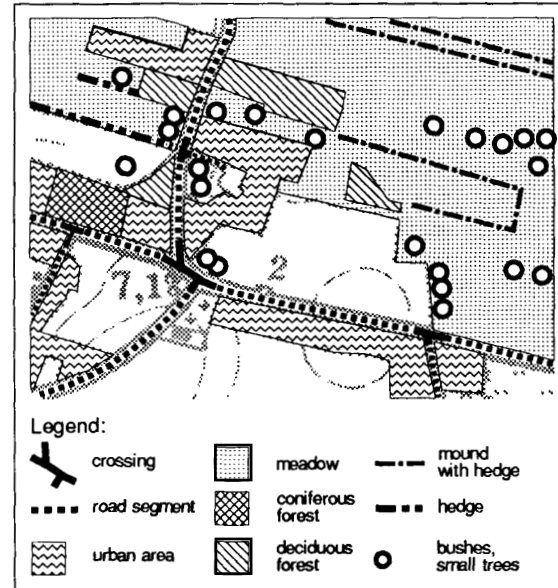 2
7,1
Legend:
crossing
meadow
mound
with hedge
road segment
coniferous
forest
hedge
urban area
deciduous
forest
bushes,
small trees